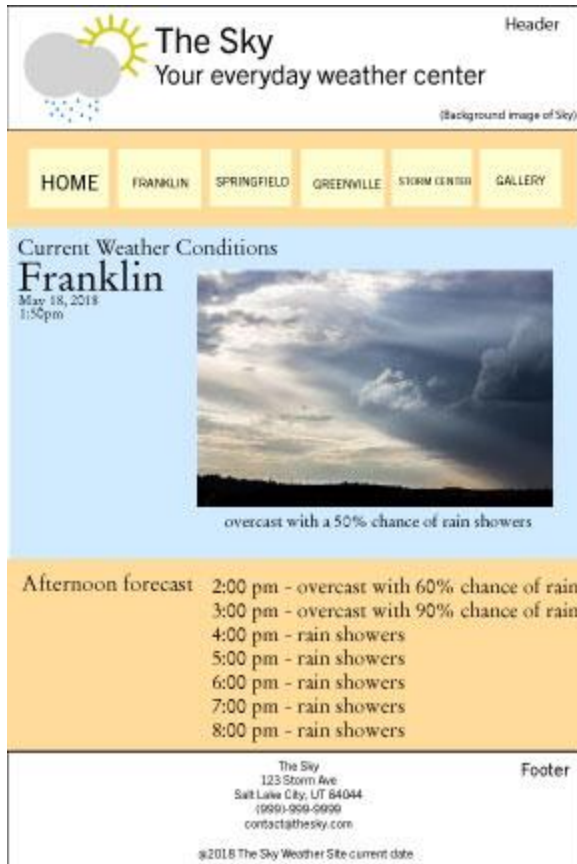 Header
The Sky
Your everyday weather center
(Background image of Sky)
HOME FRANKLIN SPRINGFIELD GREENVILLE STORM CENTER GALLERY
Current Weather Conditions
Franklin
May 18, 2018
1:50pm
overcast with a 50% chance of rain showers
Afternoon forecast
2:00 pm - overcast with 60% chance of rain
3:00 pm - overcast with 90% chance of rain
4:00 pm - rain showers
5:00 pm - rain showers
6:00 pm - rain showers
7:00 pm - rain showers
8:00 pm - rain showers
Footer
The Sky
123 Storm Ave
Salt Lake City, UT 84044
(999)-999-9999
contact@thesky.com
@2018 The Sky Weather Site current date